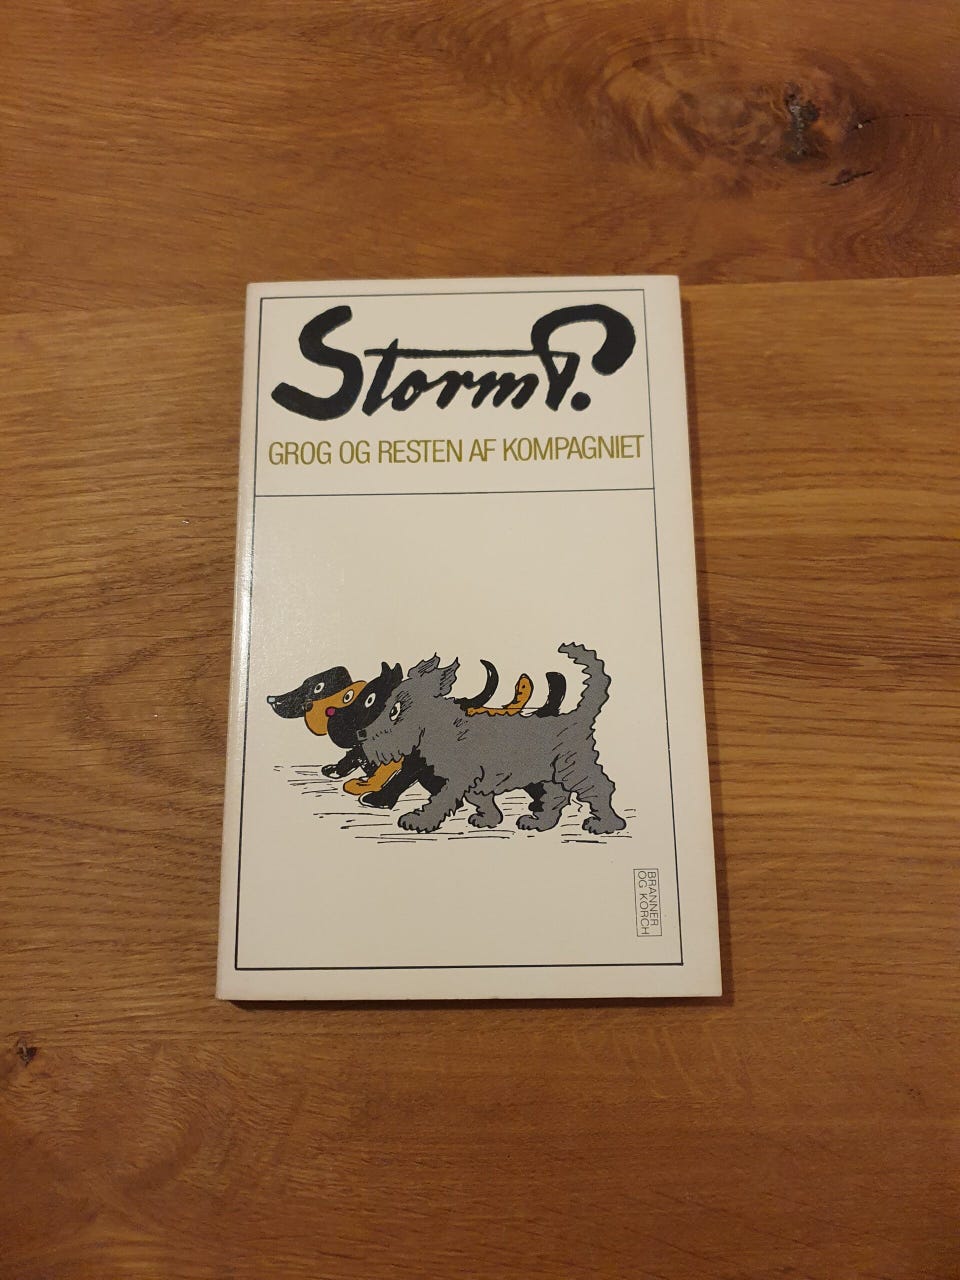 Storm P.
GROG OG RESTEN AF KOMPAGNIET
BRANNER
OG KORCH